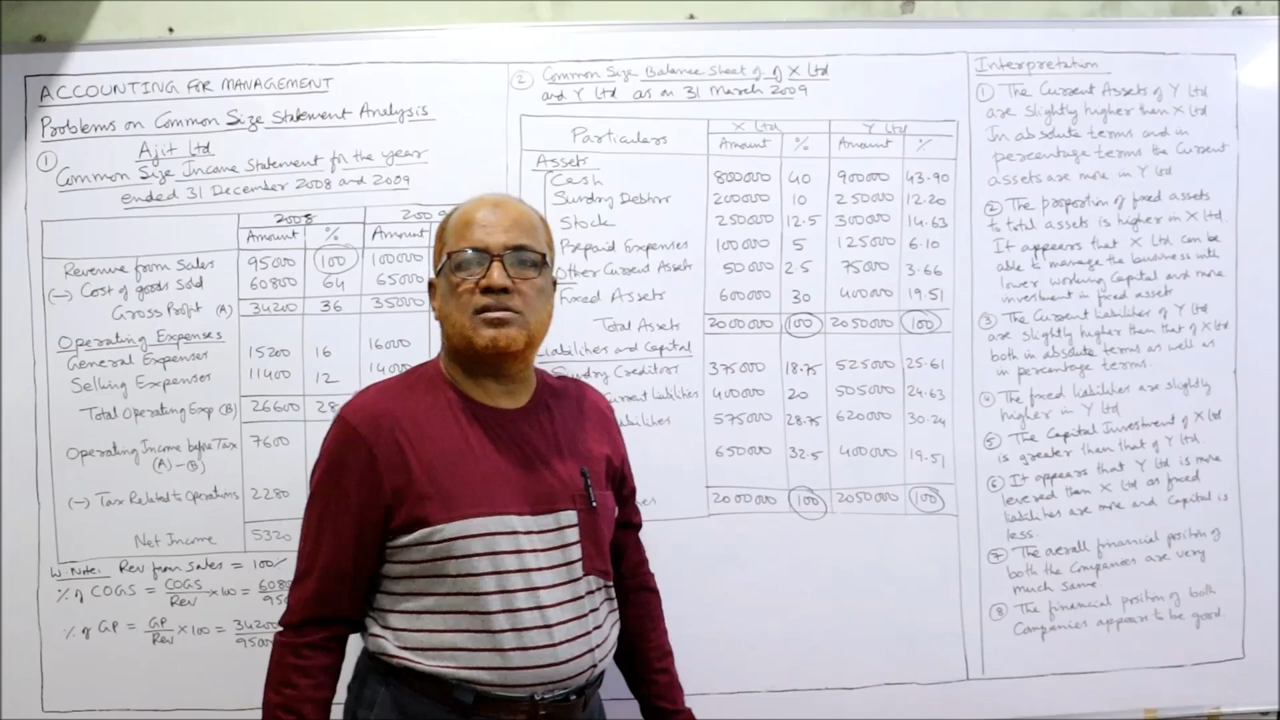 ACCOUNTING FOR MANAGEMENT
Problems on Common Size Statement Analysis
① Ajit Ltd
Common Size Income Statement for the year
ended 31 December 2008 and 2009
2008 200
Amount % Amount
Revenue from Sales 95000 100 100000
(-) Cost of goods Sold 60800 64 65000
Gross Profit (A) 34200 36 35000
Operating Expenses
General Expenses 15200 16 16000
Selling Expenses 11400 12 14000
Total Operating Exp (B) 26600 28
Operating Income before Tax 7600
(A)-(B)
(-) Tax Related to Operations 2280
Net Income 5320
W.Note: Rev from Sales = 100%
% of COGS = COGS/Rev × 100 = 6080
% of GP = GP/Rev × 100 = 34200/9500
② Common Size Balance Sheet of of X Ltd
and Y Ltd as on 31 March 2009
Particulars X Ltd Y Ltd
Amount % Amount %
Assets
Cash 800000 40 900000 43.90
Sundry Debtors 200000 10 250000 12.20
Stock 250000 12.5 300000 14.63
Prepaid Expenses 100000 5 125000 6.10
Other Current Assets 50000 2.5 75000 3.66
Fixed Assets 600000 30 400000 19.51
Total Assets 2000000 100 2050000 100
Liabilities and Capital
Sundry Creditors 375000 18.75 525000 25.61
Current Liabilities 400000 20 505000 24.63
575000 28.75 620000 30.24
650000 32.5 400000 19.51
2000000 100 2050000 100
Interpretation
① The Current Assets of Y Ltd
are slightly higher than X Ltd
In absolute terms and in
percentage terms the Current
assets are more in Y Ltd
② The proportion of fixed assets
to total assets is higher in X Ltd.
It appears that X Ltd can be
able to manage the business with
lower working Capital and more
investment in fixed assets
③ The Current Liabilities of Y Ltd
are slightly higher than that of X Ltd
both in absolute terms as well as
in percentage terms.
④ The fixed liabilities are slightly
higher in Y Ltd
⑤ The Capital Investment of X Ltd
is greater than that of Y Ltd.
⑥ It appears that Y Ltd is more
levered than X Ltd as fixed
liabilities are more and Capital is
less.
⑦ The overall financial position of
both the Companies are very
much same.
⑧ The financial position of both
Companies appears to be good.